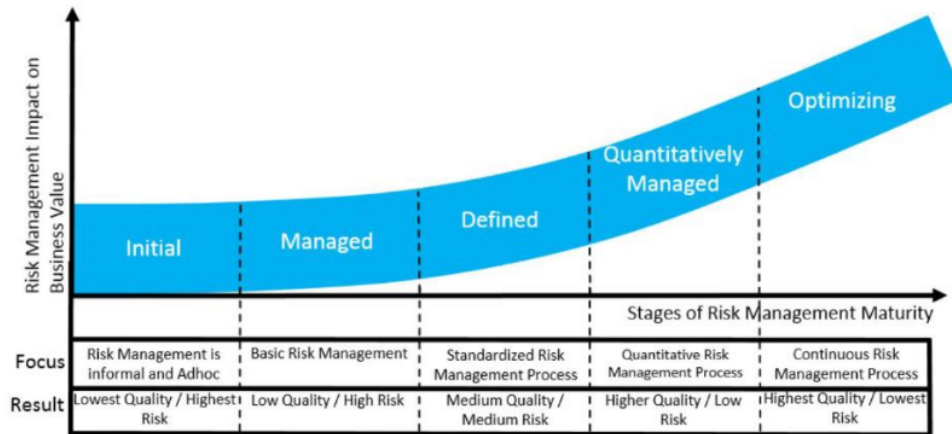 Risk Management Impact on
Business Value
Initial
Managed
Defined
Quantitatively
Managed
Optimizing
Stages of Risk Management Maturity
Focus
Risk Management is
informal and Adhoc
Basic Risk Management
Standardized Risk
Management Process
Quantitative Risk
Management Process
Continuous Risk
Management Process
Result
Lowest Quality / Highest
Risk
Low Quality / High Risk
Medium Quality /
Medium Risk
Higher Quality / Low
Risk
Highest Quality / Lowest
Risk